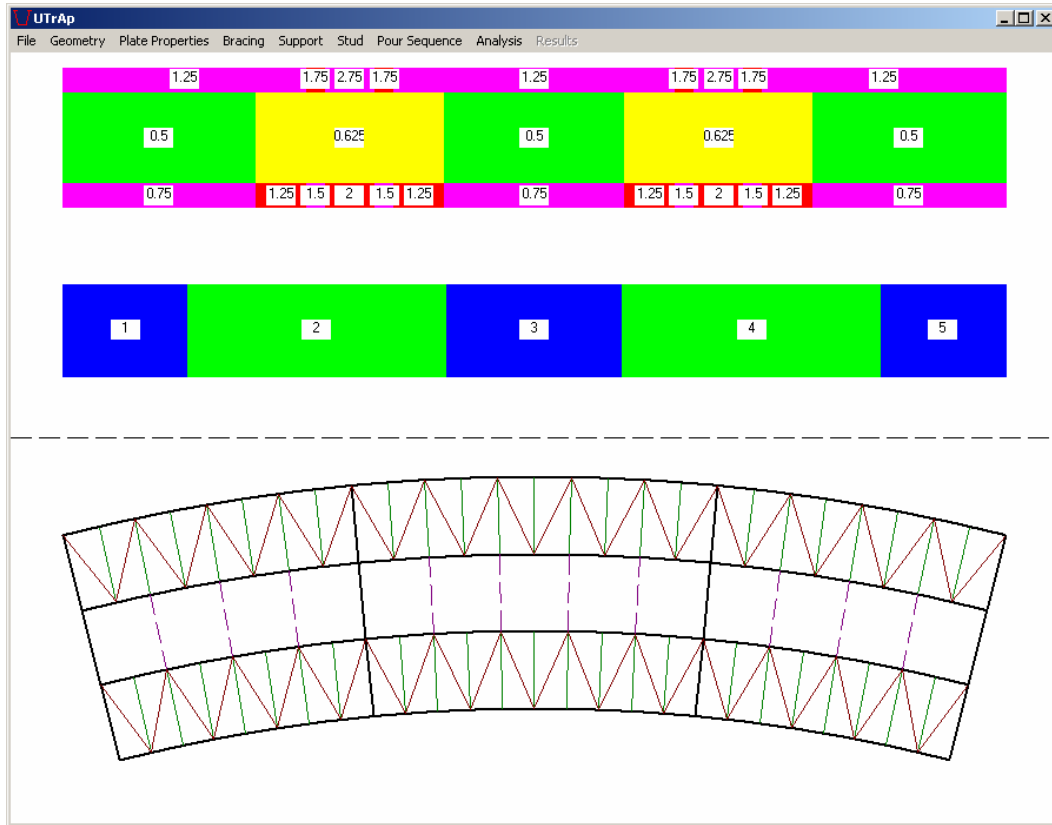 UTrAp
File Geometry Plate Properties Bracing Support Stud Pour Sequence Analysis Results
1.25 1.75 2.75 1.75 1.25 1.75 2.75 1.75 1.25
0.5 0.625 0.5 0.625 0.5
0.75 1.25 1.5 2 1.5 1.25 0.75 1.25 1.5 2 1.5 1.25 0.75
1 2 3 4 5